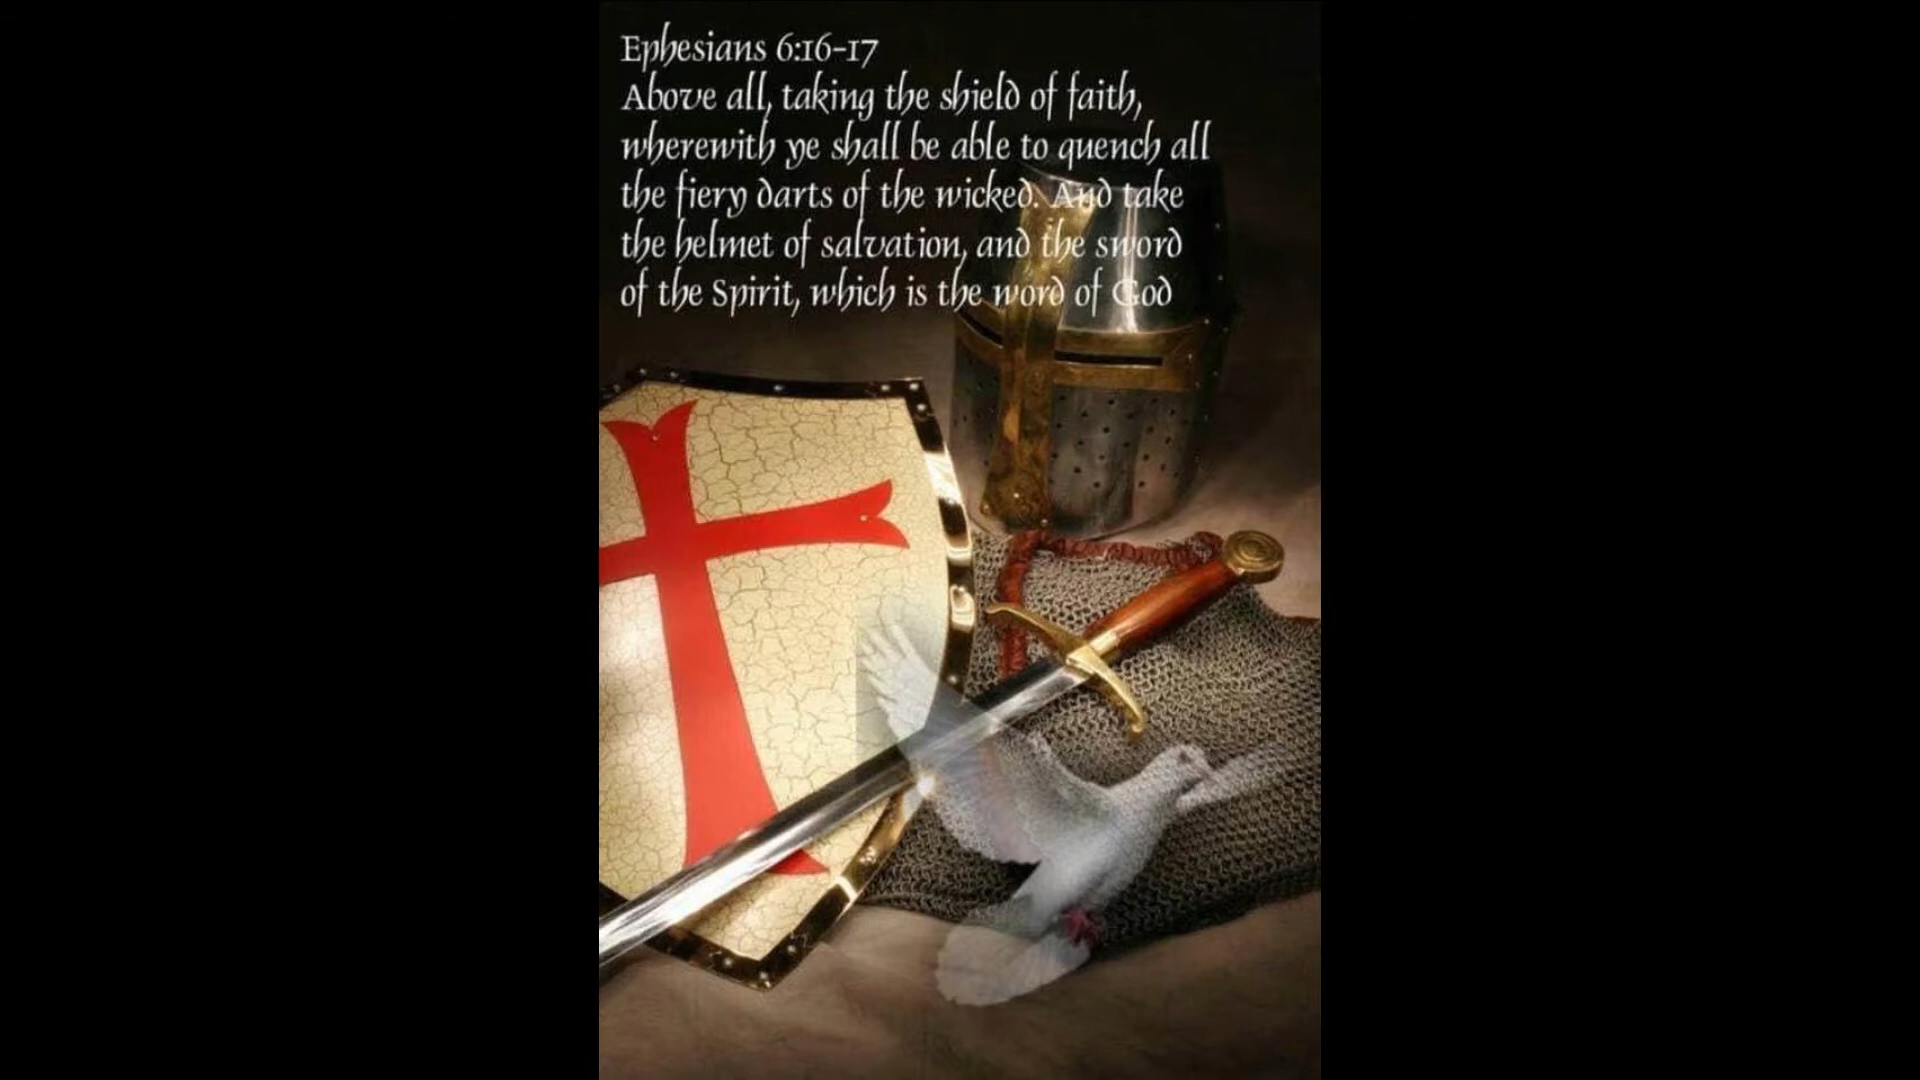 Ephesians 6:16-17
Above all, taking the shield of faith,
wherewith ye shall be able to quench all
the fiery darts of the wicked. And take
the helmet of salvation, and the sword
of the Spirit, which is the word of God